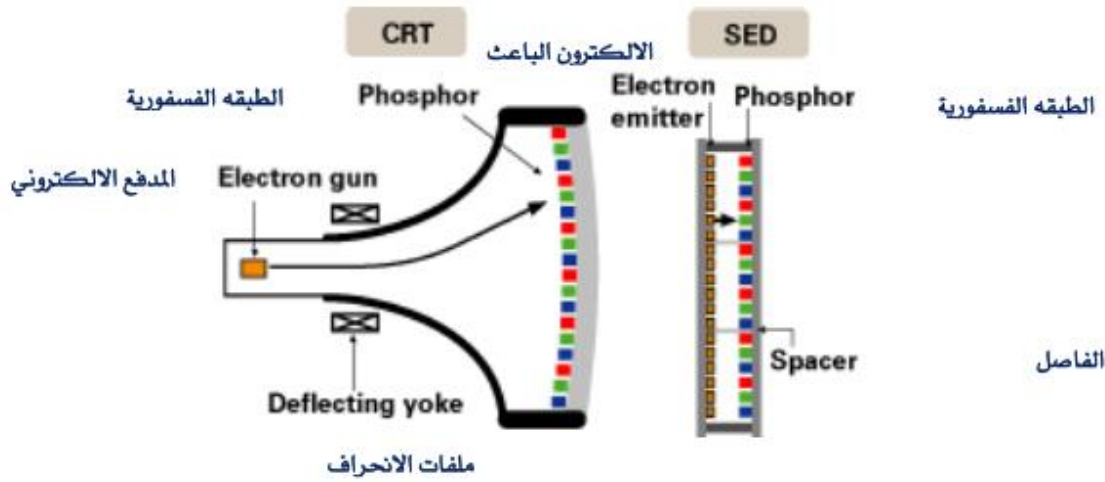 CRT
SED
الالكترون الباعث
Electron
emitter
Phosphor
الطبقه الفسفورية
الطبقه الفسفورية
Phosphor
المدفع الالكتروني
Electron gun
Spacer
الفاصل
Deflecting yoke
ملفات الانحراف